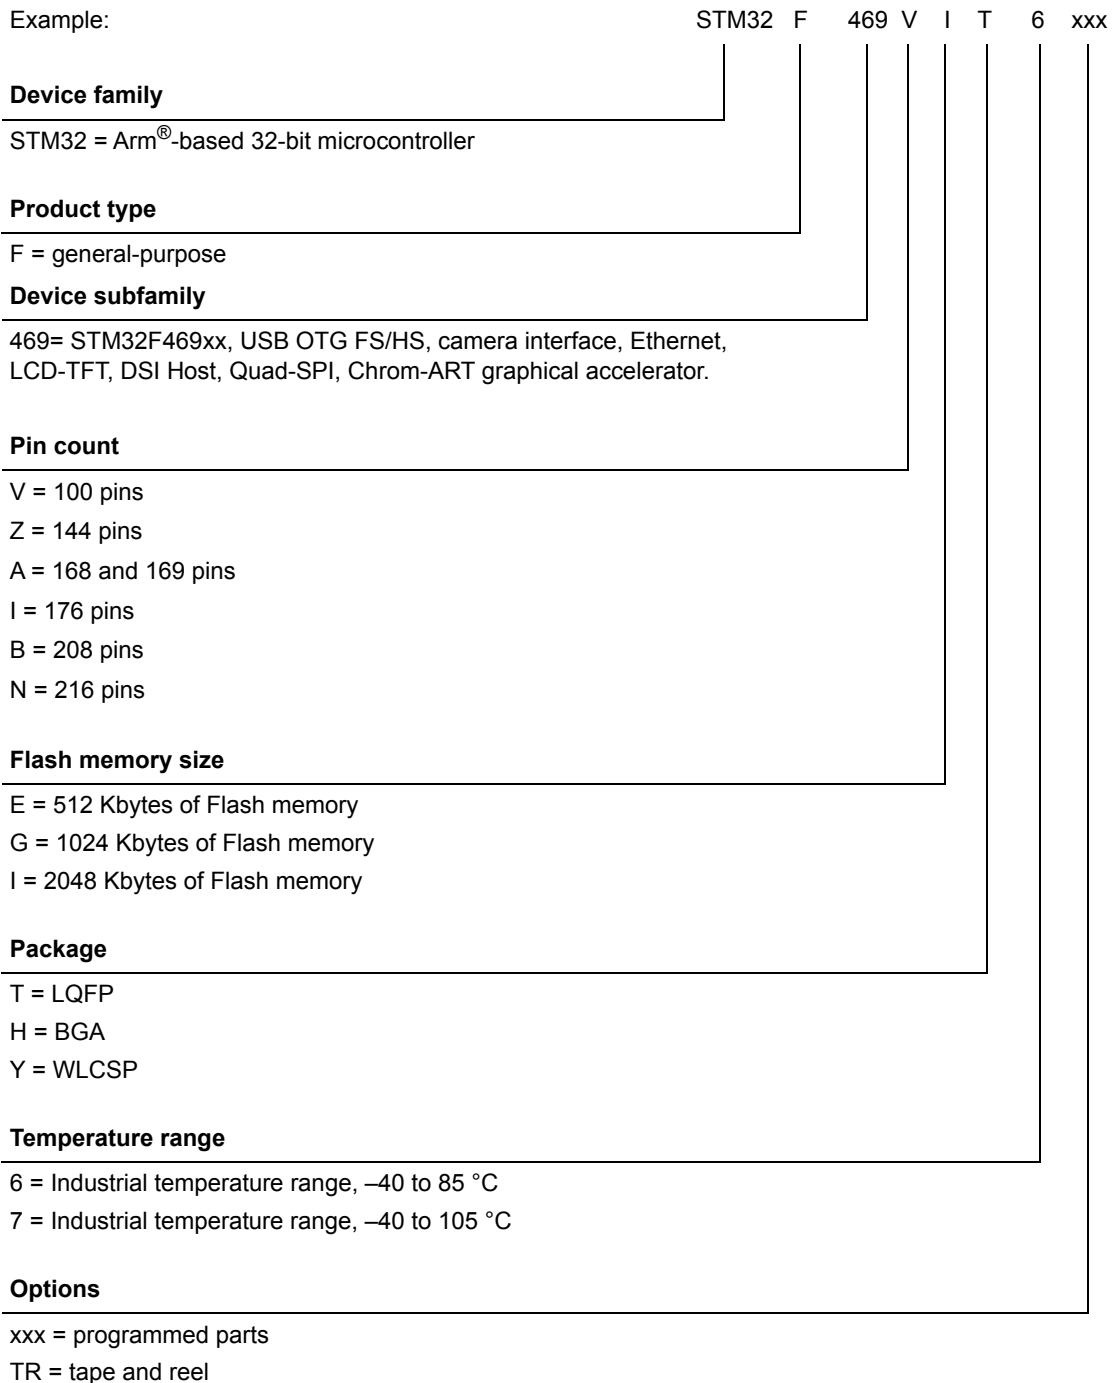 Example: STM32 F 469 V I T 6 xxx
Device family
STM32 = Arm®-based 32-bit microcontroller
Product type
F = general-purpose
Device subfamily
469= STM32F469xx, USB OTG FS/HS, camera interface, Ethernet,
LCD-TFT, DSI Host, Quad-SPI, Chrom-ART graphical accelerator.
Pin count
V = 100 pins
Z = 144 pins
A = 168 and 169 pins
I = 176 pins
B = 208 pins
N = 216 pins
Flash memory size
E = 512 Kbytes of Flash memory
G = 1024 Kbytes of Flash memory
I = 2048 Kbytes of Flash memory
Package
T = LQFP
H = BGA
Y = WLCSP
Temperature range
6 = Industrial temperature range, –40 to 85 °C
7 = Industrial temperature range, –40 to 105 °C
Options
xxx = programmed parts
TR = tape and reel